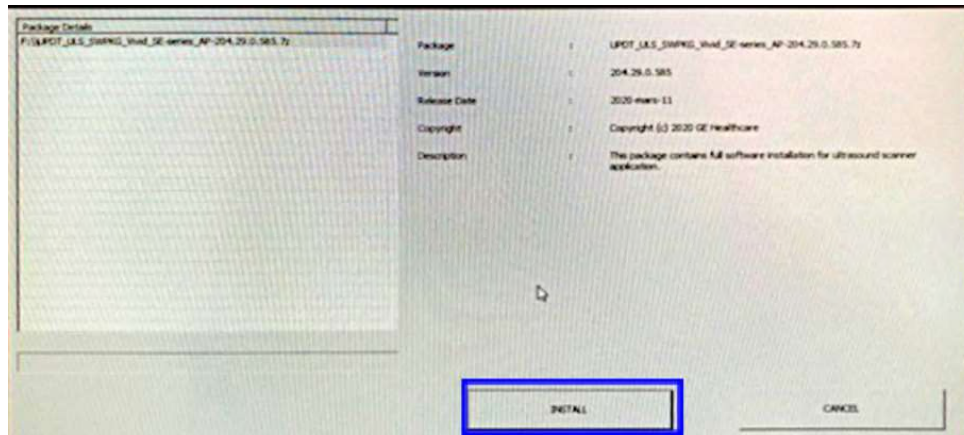 Package Details
F:\UPDT_ULS_SWPKG_Vivid_SE-series_AP-204.29.0.585.7z
Package : UPDT_ULS_SWPKG_Vivid_SE-series_AP-204.29.0.585.7z
Version : 204.29.0.585
Release Date : 2020-mars-11
Copyright : Copyright (c) 2020 GE Healthcare
Description : This package contains full software installation for ultrasound scanner
application.
INSTALL
CANCEL